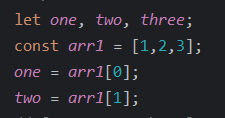 let one, two, three;
const arr1 = [1,2,3];
one = arr1[0];
two = arr1[1];